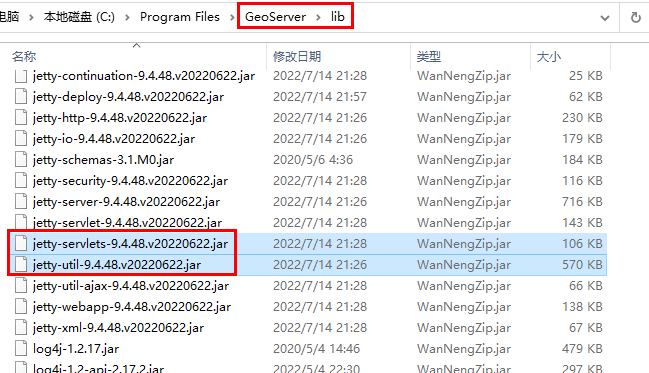 电脑 › 本地磁盘 (C:) › Program Files › GeoServer › lib
名称 修改日期 类型 大小
jetty-continuation-9.4.48.v20220622.jar 2022/7/14 21:28 WanNengZip.jar 25 KB
jetty-deploy-9.4.48.v20220622.jar 2022/7/14 21:57 WanNengZip.jar 62 KB
jetty-http-9.4.48.v20220622.jar 2022/7/14 21:26 WanNengZip.jar 230 KB
jetty-io-9.4.48.v20220622.jar 2022/7/14 21:26 WanNengZip.jar 179 KB
jetty-schemas-3.1.M0.jar 2020/5/6 4:36 WanNengZip.jar 184 KB
jetty-security-9.4.48.v20220622.jar 2022/7/14 21:28 WanNengZip.jar 116 KB
jetty-server-9.4.48.v20220622.jar 2022/7/14 21:26 WanNengZip.jar 716 KB
jetty-servlet-9.4.48.v20220622.jar 2022/7/14 21:28 WanNengZip.jar 143 KB
jetty-servlets-9.4.48.v20220622.jar 2022/7/14 21:28 WanNengZip.jar 106 KB
jetty-util-9.4.48.v20220622.jar 2022/7/14 21:26 WanNengZip.jar 570 KB
jetty-util-ajax-9.4.48.v20220622.jar 2022/7/14 21:28 WanNengZip.jar 66 KB
jetty-webapp-9.4.48.v20220622.jar 2022/7/14 21:28 WanNengZip.jar 138 KB
jetty-xml-9.4.48.v20220622.jar 2022/7/14 21:28 WanNengZip.jar 67 KB
log4j-1.2.17.jar 2020/5/4 14:46 WanNengZip.jar 479 KB
log4j-1.2-api-2.17.2.jar 2022/5/4 22:30 WanNengZip.jar 297 KB